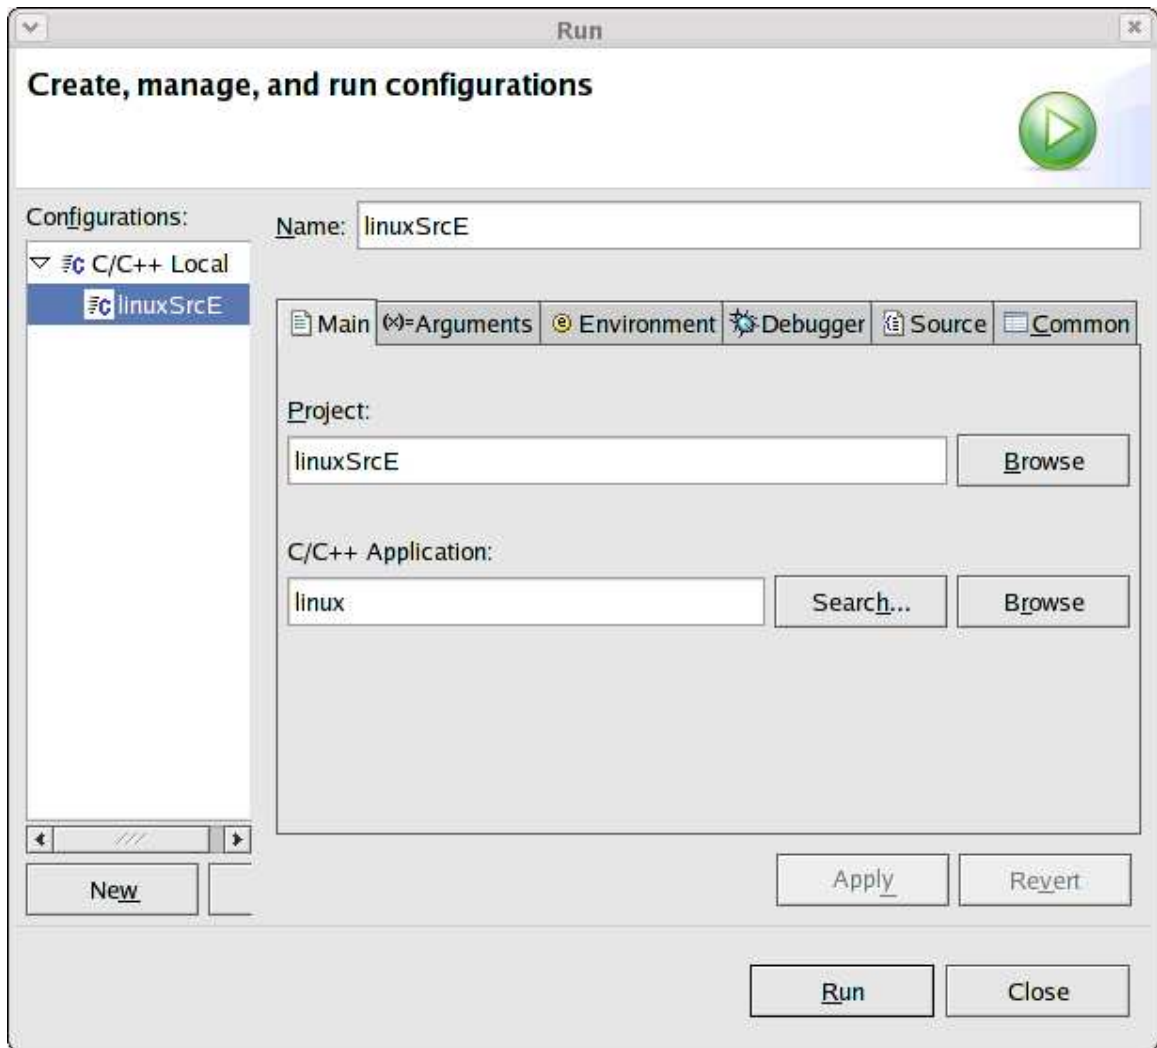 Run
Create, manage, and run configurations
Configurations:
C/C++ Local
linuxSrcE
New
Name: linuxSrcE
Main (x)=Arguments Environment Debugger Source Common
Project:
linuxSrcE Browse
C/C++ Application:
linux Search... Browse
Apply Revert
Run Close